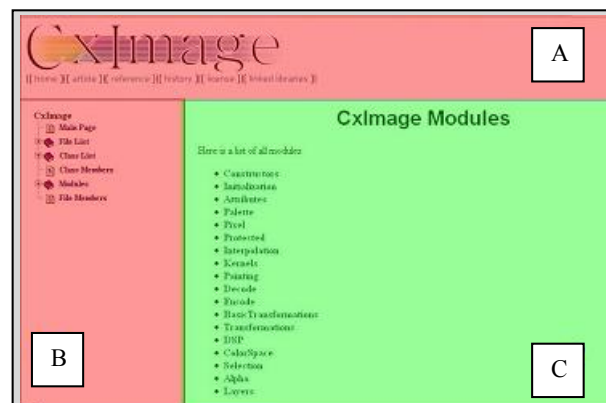 CxImage
A
[[ home ][ article ][ reference ][ history ][ license ][ linked libraries ]]
CxImage
Main Page
File List
Class List
Class Members
Modules
File Members
B
CxImage Modules
Here is a list of all modules
Constructors
Initialization
Attributes
Palette
Pixel
Protected
Interpolation
Kernels
Painting
Decode
Encode
BasicTransformations
Transformations
DSP
ColorSpace
Selection
Alpha
Layers
C